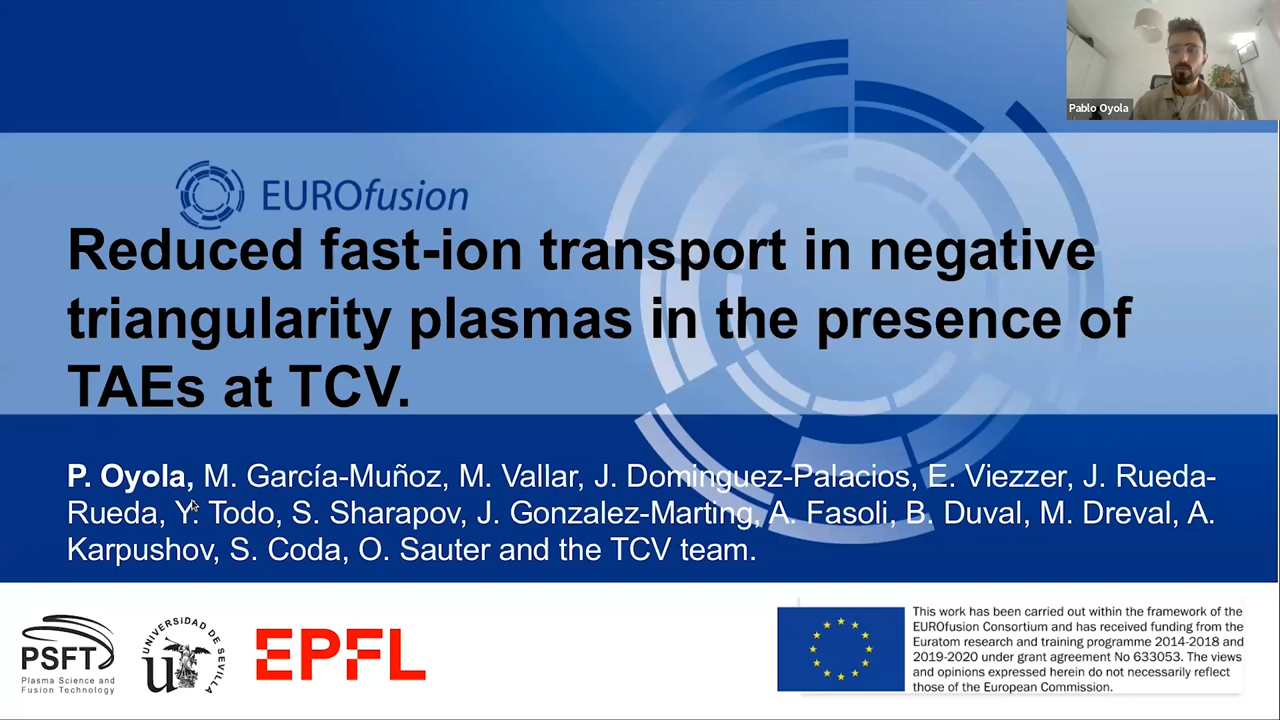 Pablo Oyola
EUROfusion
Reduced fast-ion transport in negative
triangularity plasmas in the presence of
TAEs at TCV.
P. Oyola, M. García-Muñoz, M. Vallar, J. Dominguez-Palacios, E. Viezzer, J. Rueda-
Rueda, Y. Todo, S. Sharapov, J. Gonzalez-Marting, A. Fasoli, B. Duval, M. Dreval, A.
Karpushov, S. Coda, O. Sauter and the TCV team.
PSFT
Plasma Science and
Fusion Technology
UNIVERSIDAD DE SEVILLA
EPFL
This work has been carried out within the framework of the
EUROfusion Consortium and has received funding from the
Euratom research and training programme 2014-2018 and
2019-2020 under grant agreement No 633053. The views
and opinions expressed herein do not necessarily reflect
those of the European Commission.